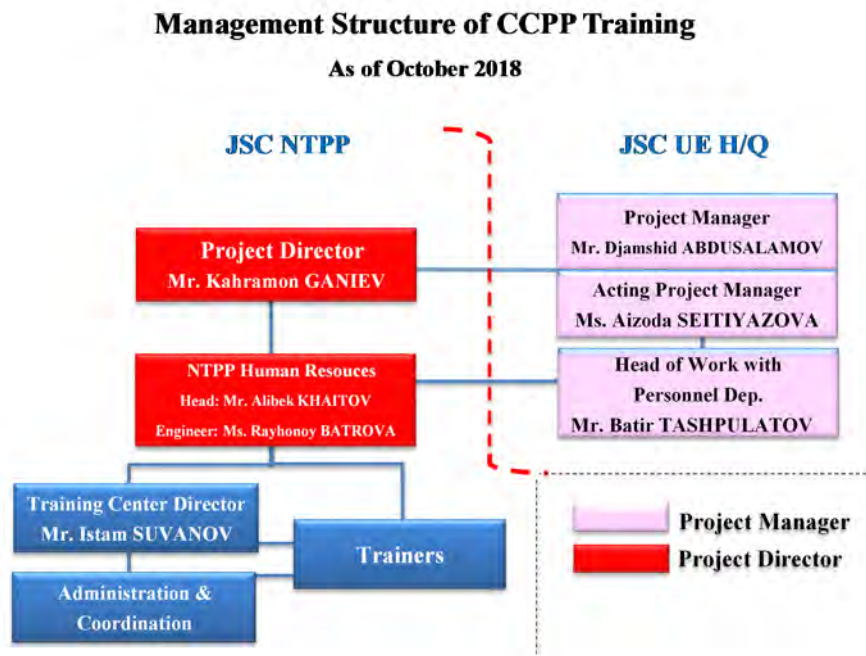 Management Structure of CCPP Training
As of October 2018
JSC NTPP
JSC UE H/Q
Project Director
Mr. Kahramon GANIEV
Project Manager
Mr. Djamshid ABDUSALAMOV
Acting Project Manager
Ms. Aizoda SEITIYAZOVA
NTPP Human Resouces
Head: Mr. Alibek KHAITOV
Engineer: Ms. Rayhonoy BATROVA
Head of Work with
Personnel Dep.
Mr. Batir TASHPULATOV
Training Center Director
Mr. Istam SUVANOV
Trainers
Administration &
Coordination
Project Manager
Project Director